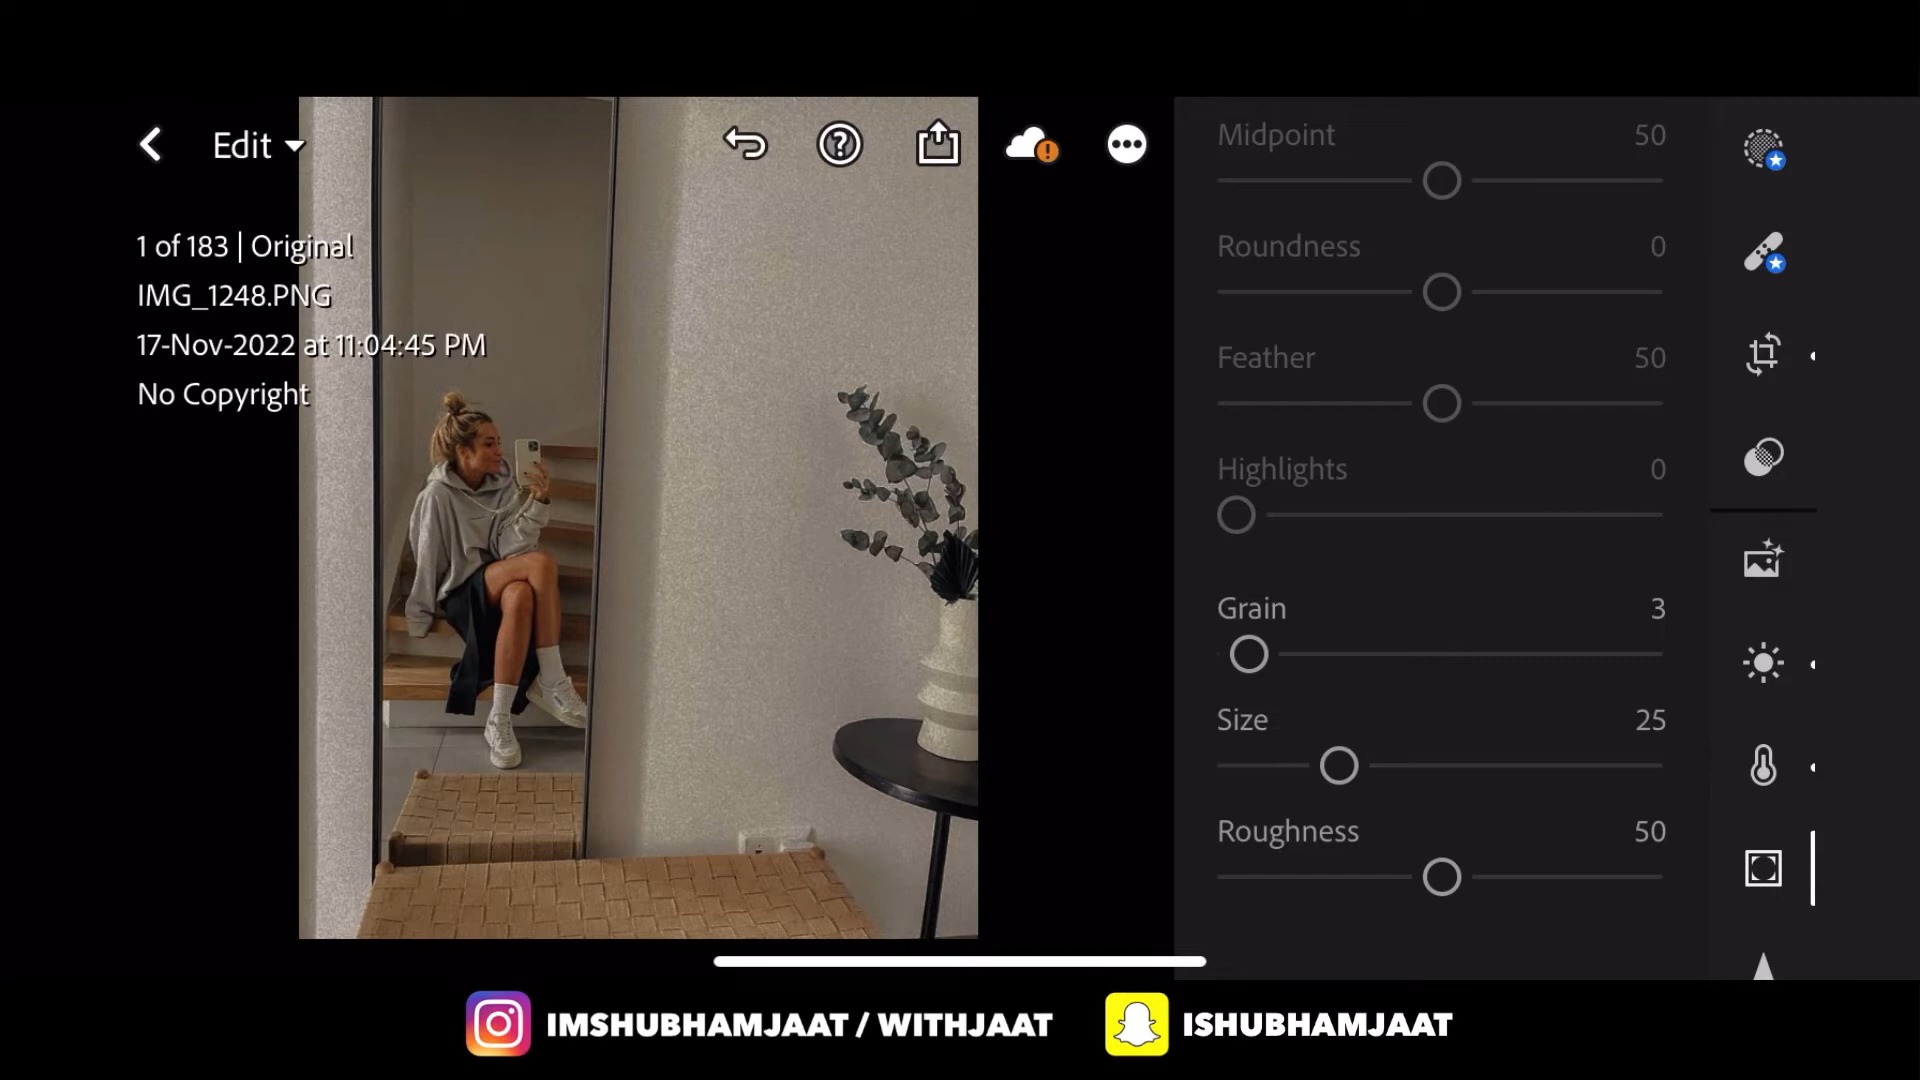 Edit
1 of 183 | Original
IMG_1248.PNG
17-Nov-2022 at 11:04:45 PM
No Copyright
Midpoint 50
Roundness 0
Feather 50
Highlights 0
Grain 3
Size 25
Roughness 50
IMSHUBHAMJAAT / WITHJAAT
ISHUBHAMJAAT